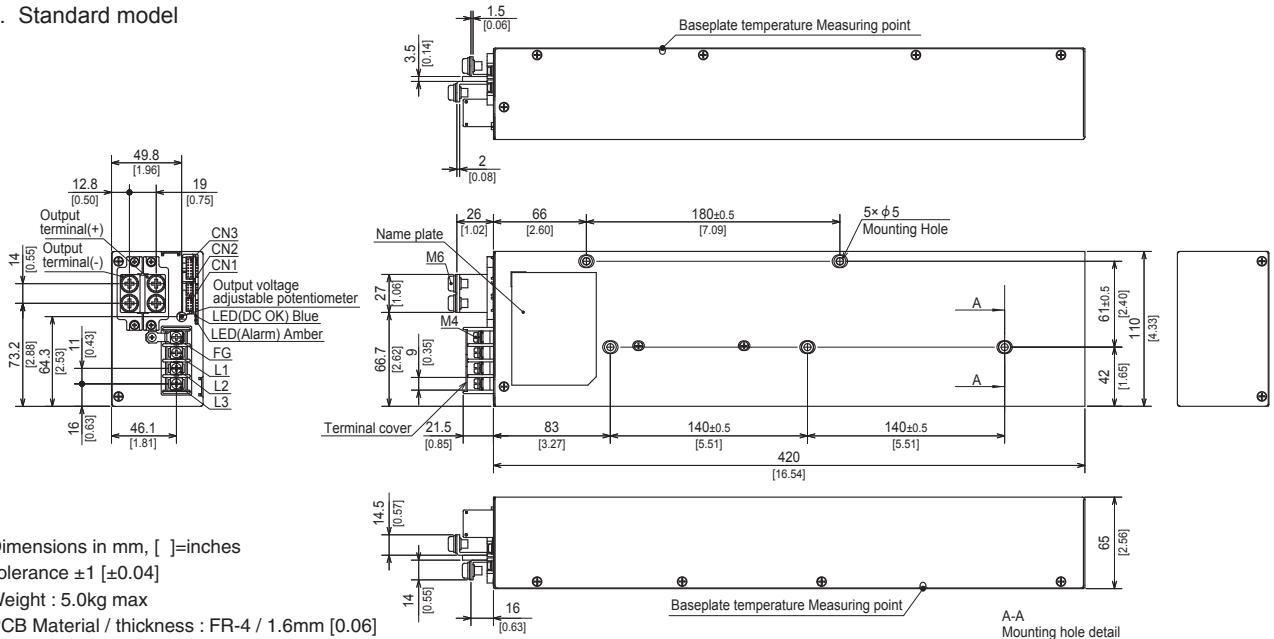 . Standard model
1.5
[0.06]
Baseplate temperature Measuring point
3.5
[0.14]
2
[0.08]
49.8
[1.96]
12.8
[0.50]
19
[0.75]
Output
terminal(+)
Output
terminal(-)
CN3
CN2
CN1
Output voltage
adjustable potentiometer
LED(DC OK) Blue
LED(Alarm) Amber
FG
L1
L2
L3
14
[0.55]
73.2
[2.88]
64.3
[2.53]
11
[0.43]
16
[0.63]
46.1
[1.81]
26
[1.02]
66
[2.60]
180±0.5
[7.09]
5×φ5
Mounting Hole
Name plate
M6
27
[1.06]
M4
66.7
[2.62]
9
[0.35]
A
A
61±0.5
[2.40]
110
[4.33]
42
[1.65]
Terminal cover
21.5
[0.85]
83
[3.27]
140±0.5
[5.51]
140±0.5
[5.51]
420
[16.54]
14.5
[0.57]
14
[0.55]
16
[0.63]
65
[2.56]
Baseplate temperature Measuring point
A-A
Mounting hole detail
Dimensions in mm, [ ]=inches
Tolerance ±1 [±0.04]
Weight : 5.0kg max
PCB Material / thickness : FR-4 / 1.6mm [0.06]